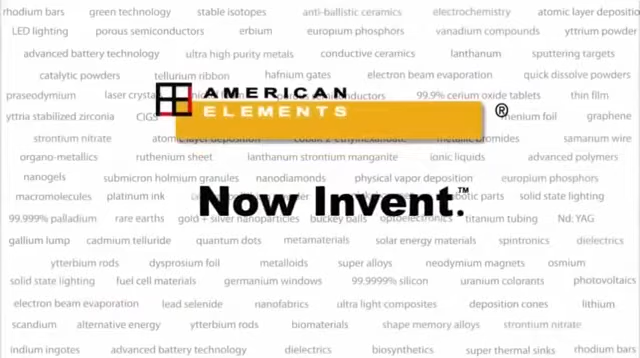 rhodium bars green technology stable isotopes anti-ballistic ceramics electrochemistry atomic layer depositio
LED lighting porous semiconductors erbium europium phosphors vanadium compounds yttrium powder
advanced battery technology ultra high purity metals conductive ceramics lanthanum sputtering targets
catalytic powders tellurium ribbon hafnium gates electron beam evaporation quick dissolve powders
AMERICAN
praseodymium laser crystal 99.9% cerium oxide tablets thin film
ELEMENTS ®
yttria stabilized zirconia CIGS graphene
strontium nitrate samarium wire
organo-metallics ruthenium sheet lanthanum strontium manganite ionic liquids advanced polymers
nanogels submicron holmium granules nanodiamonds physical vapor deposition europium phosphors
macromolecules platinum ink solid state lighting
Now Invent.™
99.999% palladium rare earths gold + silver nanoparticles bucky balls optoelectronics titanium tubing Nd:YAG
gallium lump cadmium telluride quantum dots metamaterials solar energy materials spintronics dielectrics
ytterbium rods dysprosium foil metalloids super alloys neodymium magnets osmium
solid state lighting fuel cell materials germanium windows 99.9999% silicon uranium colorants photovoltaics
electron beam evaporation lead selenide nanofabrics ultra light composites deposition cones lithium
scandium alternative energy ytterbium rods biomaterials shape memory alloys strontium nitrate
indium ingotes advanced battery technology dielectrics biosynthetics super thermal sinks rhodium bars